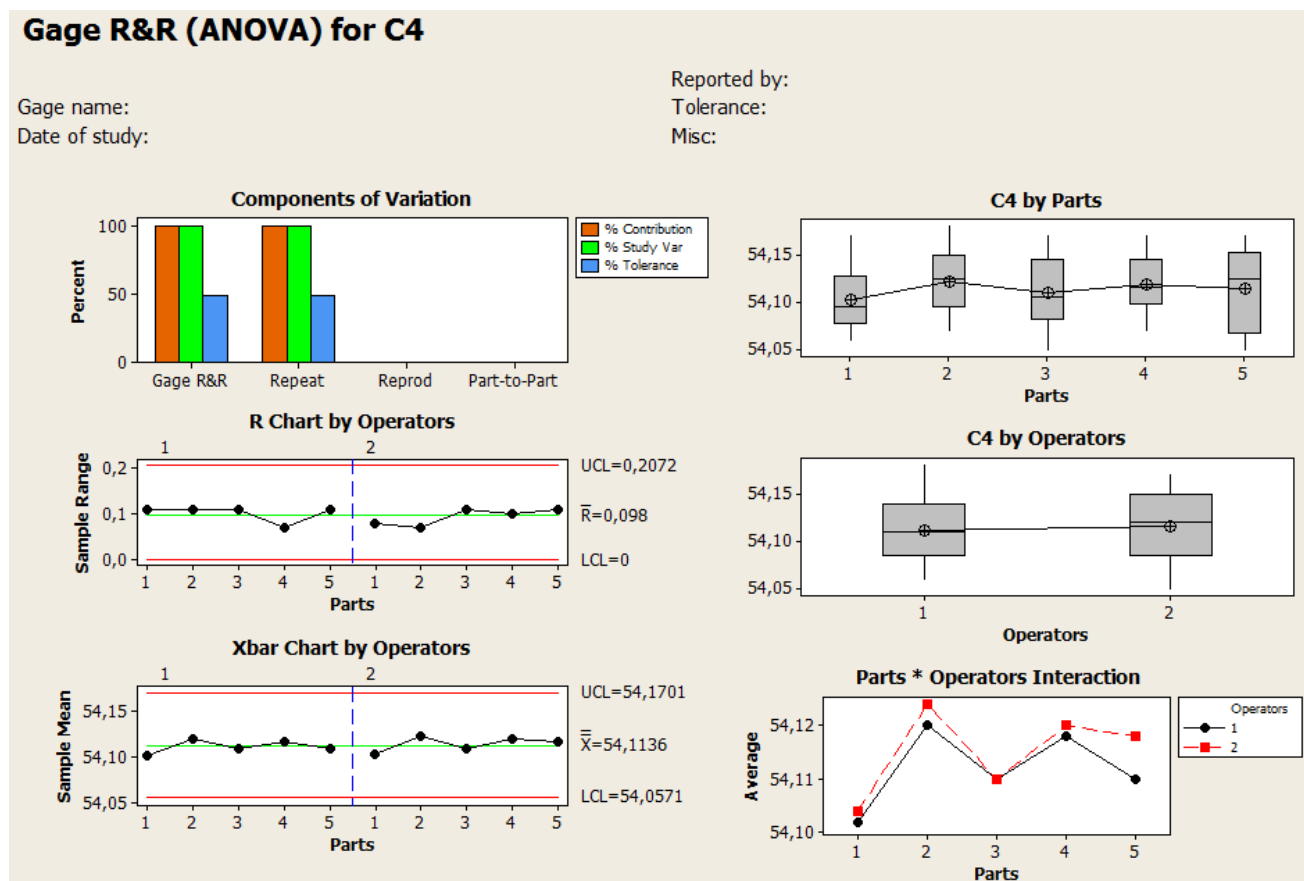 Gage R&R (ANOVA) for C4
Reported by:
Gage name:
Tolerance:
Date of study:
Misc:
Components of Variation
Percent
100
50
0
Gage R&R Repeat Reprod Part-to-Part
% Contribution
% Study Var
% Tolerance
R Chart by Operators
1 2
Sample Range
0,2
0,1
0,0
UCL=0,2072
R̅=0,098
LCL=0
1 2 3 4 5 1 2 3 4 5
Parts
Xbar Chart by Operators
1 2
Sample Mean
54,15
54,10
54,05
UCL=54,1701
X̿=54,1136
LCL=54,0571
1 2 3 4 5 1 2 3 4 5
Parts
C4 by Parts
54,15
54,10
54,05
1 2 3 4 5
Parts
C4 by Operators
54,15
54,10
54,05
1 2
Operators
Parts * Operators Interaction
Average
54,12
54,11
54,10
1 2 3 4 5
Parts
Operators
1
2